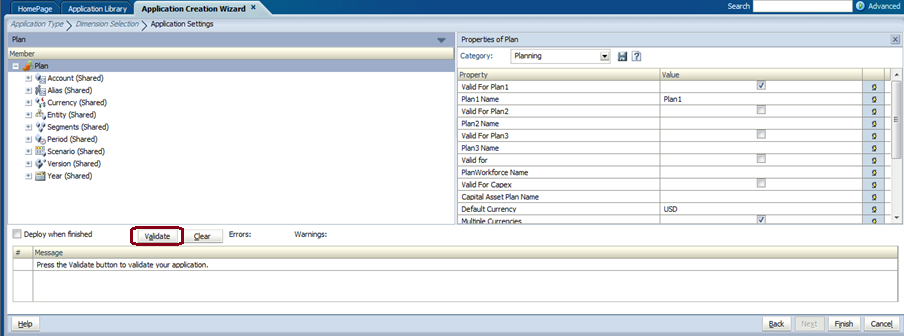 HomePage Application Library Application Creation Wizard × Search Advanced
Application Type Dimension Selection Application Settings
Plan Properties of Plan
Member Category: Planning
Plan Property Value
Account (Shared) Valid For Plan1
Alias (Shared) Plan1 Name Plan1
Currency (Shared) Valid For Plan2
Entity (Shared) Plan2 Name
Segments (Shared) Valid For Plan3
Period (Shared) Plan3 Name
Scenario (Shared) Valid for
Version (Shared) PlanWorkforce Name
Year (Shared) Valid For Capex
Capital Asset Plan Name
Default Currency USD
Multiple Currencies
Deploy when finished Validate Clear Errors: Warnings:
# Message
Press the Validate button to validate your application.
Help Back Next Finish Cancel